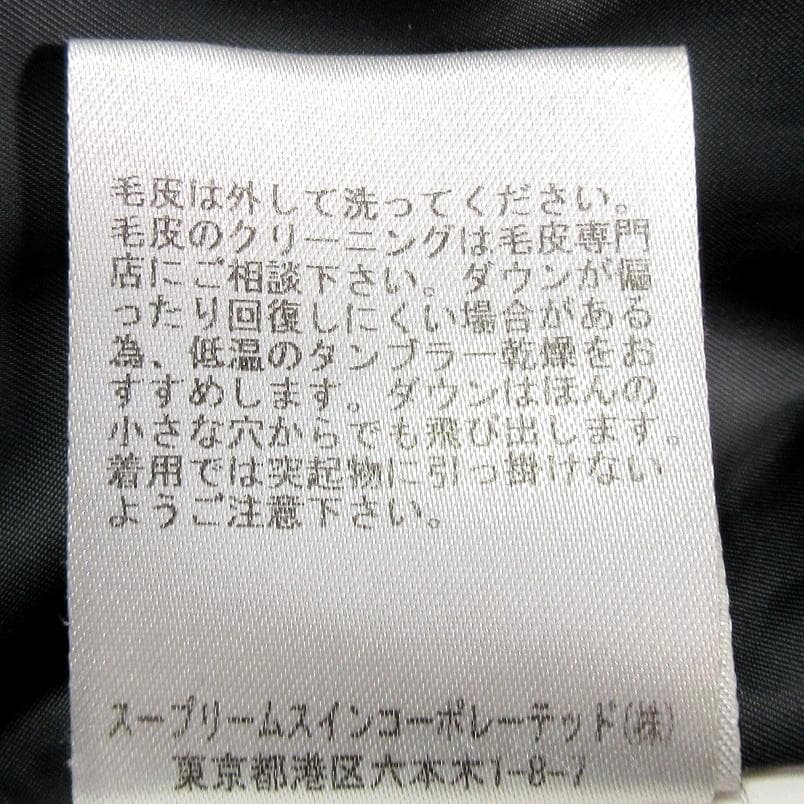 毛皮は外して洗ってください。
毛皮のクリーニングは毛皮専門
店にご相談下さい。ダウンが偏
ったり回復しにくい場合がある
為、低温のタンブラー乾燥をお
すすめします。ダウンはほんの
小さな穴からでも飛び出します。
着用では突起物に引っ掛けない
ようご注意下さい。
スープリームスインコーポレーテッド(株)
東京都港区六本木1-8-7